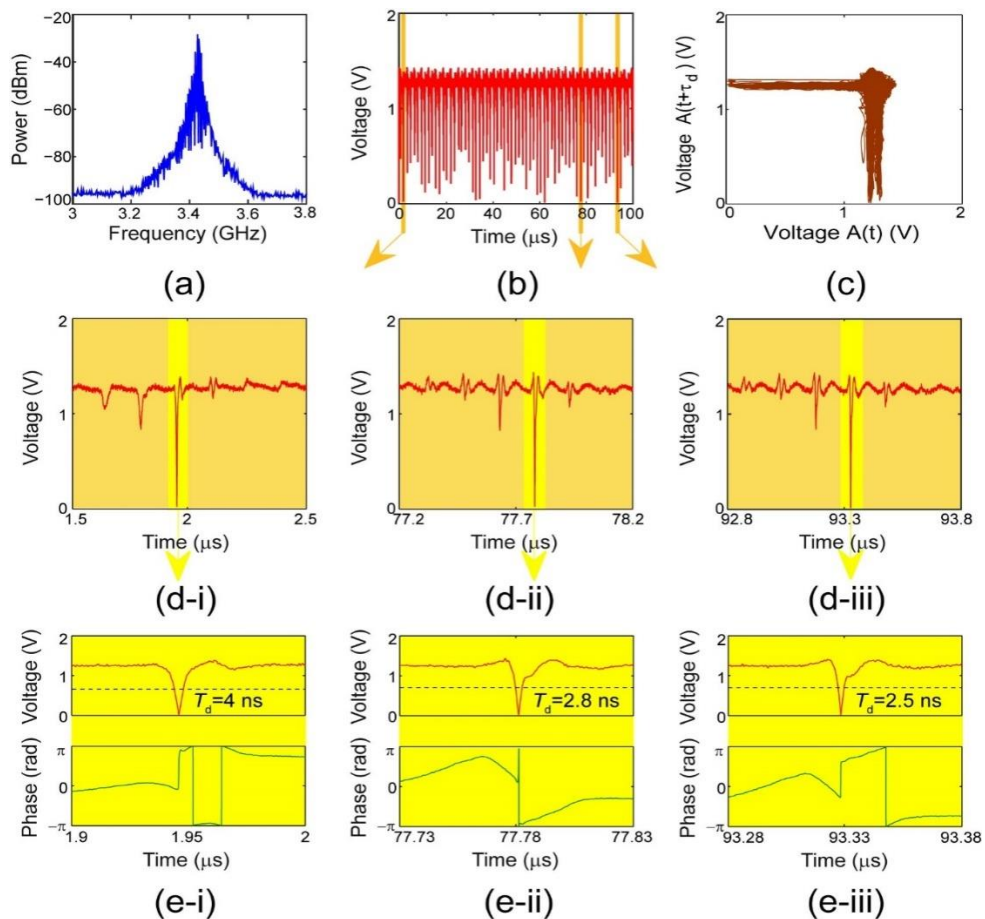 Power (dBm)
−20
−40
−60
−80
−100
3
3.2
3.4
3.6
3.8
Frequency (GHz)
(a)
Voltage (V)
2
1
0
0
20
40
60
80
100
Time (μs)
(b)
Voltage A(t+τd) (V)
2
1
0
0
1
2
Voltage A(t) (V)
(c)
Voltage (V)
2
1
0
1.5
2
2.5
Time (μs)
(d-i)
Voltage (V)
2
1
0
77.2
77.7
78.2
Time (μs)
(d-ii)
Voltage (V)
2
1
0
92.8
93.3
93.8
Time (μs)
(d-iii)
Voltage (V)
2
1
0
Td=4 ns
Phase (rad)
π
0
−π
1.9
1.95
2
Time (μs)
(e-i)
Voltage (V)
2
1
0
Td=2.8 ns
Phase (rad)
π
0
−π
77.73
77.78
77.83
Time (μs)
(e-ii)
Voltage (V)
2
1
0
Td=2.5 ns
Phase (rad)
π
0
−π
93.28
93.33
93.38
Time (μs)
(e-iii)